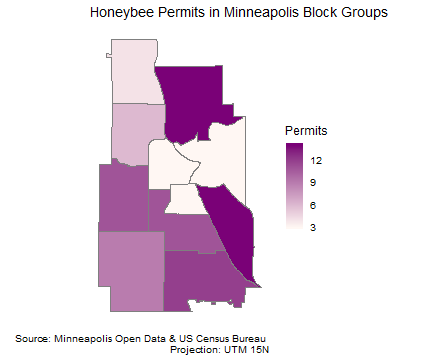 Honeybee Permits in Minneapolis Block Groups
Permits
12
9
6
3
Source: Minneapolis Open Data & US Census Bureau
Projection: UTM 15N